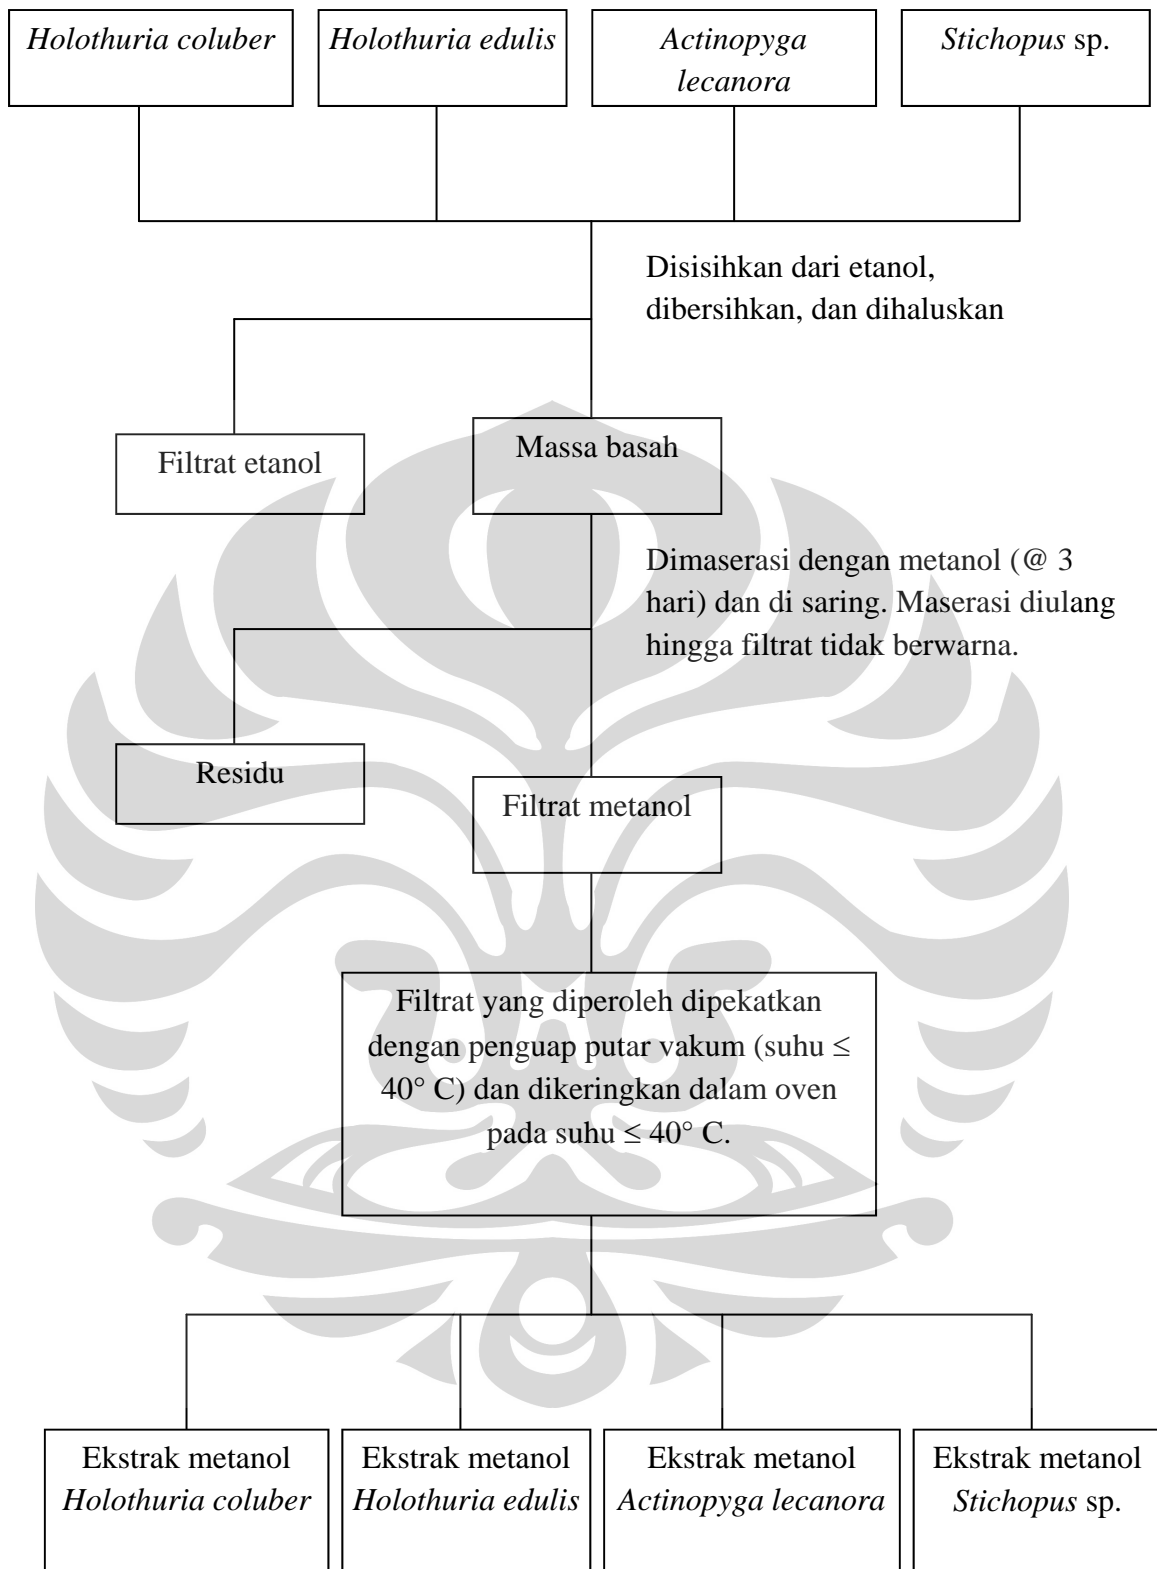 Holothuria coluber
Holothuria edulis
Actinopyga
lecanora
Stichopus sp.
Disisihkan dari etanol,
dibersihkan, dan dihaluskan
Filtrat etanol
Massa basah
Dimaserasi dengan metanol (@ 3
hari) dan di saring. Maserasi diulang
hingga filtrat tidak berwarna.
Residu
Filtrat metanol
Filtrat yang diperoleh dipekatkan
dengan penguap putar vakum (suhu ≤
40° C) dan dikeringkan dalam oven
pada suhu ≤ 40° C.
Ekstrak metanol
Holothuria coluber
Ekstrak metanol
Holothuria edulis
Ekstrak metanol
Actinopyga lecanora
Ekstrak metanol
Stichopus sp.